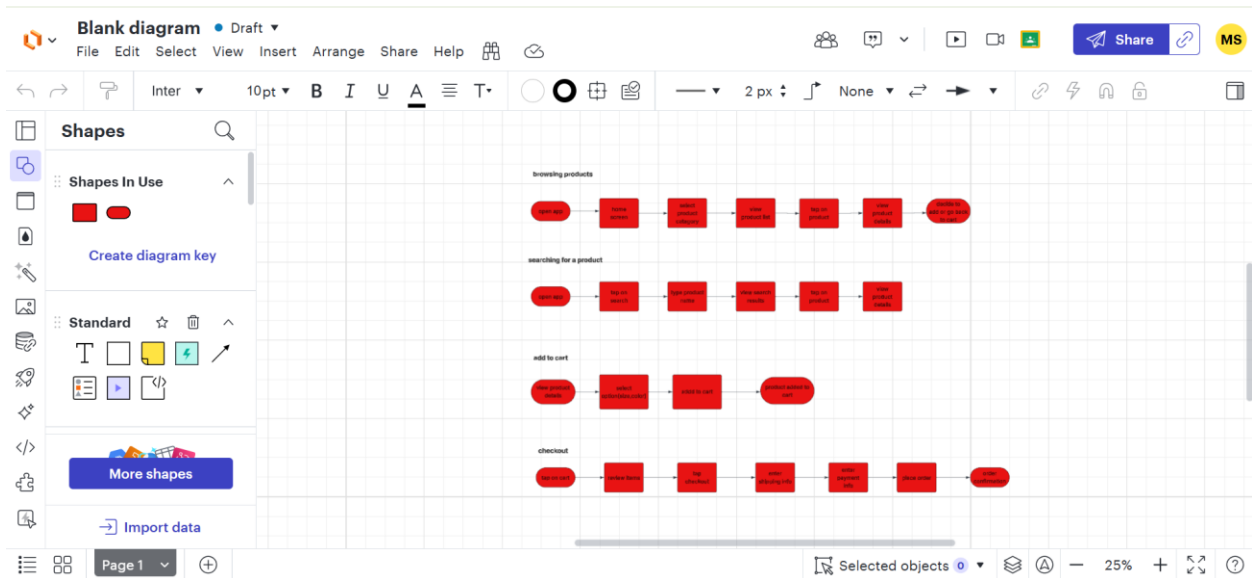 Blank diagram
Draft
File Edit Select View Insert Arrange Share Help
Share
MS
Inter
10pt
B I U A
T
2 px
None
Shapes
Shapes In Use
Create diagram key
Standard
T
More shapes
Import data
browsing products
open app
home
screen
select
product
category
view
product list
tap on
product
view
product
details
decide to
add or go back
to cart
searching for a product
open app
tap on
search
type product
name
view search
results
tap on
product
view
product
details
add to cart
view product
details
select
option(size,color)
add to cart
product added to
cart
checkout
tap on cart
review items
tap
checkout
enter
shipping info
enter
payment
info
place order
order
confirmation
Page 1
Selected objects 0
25%